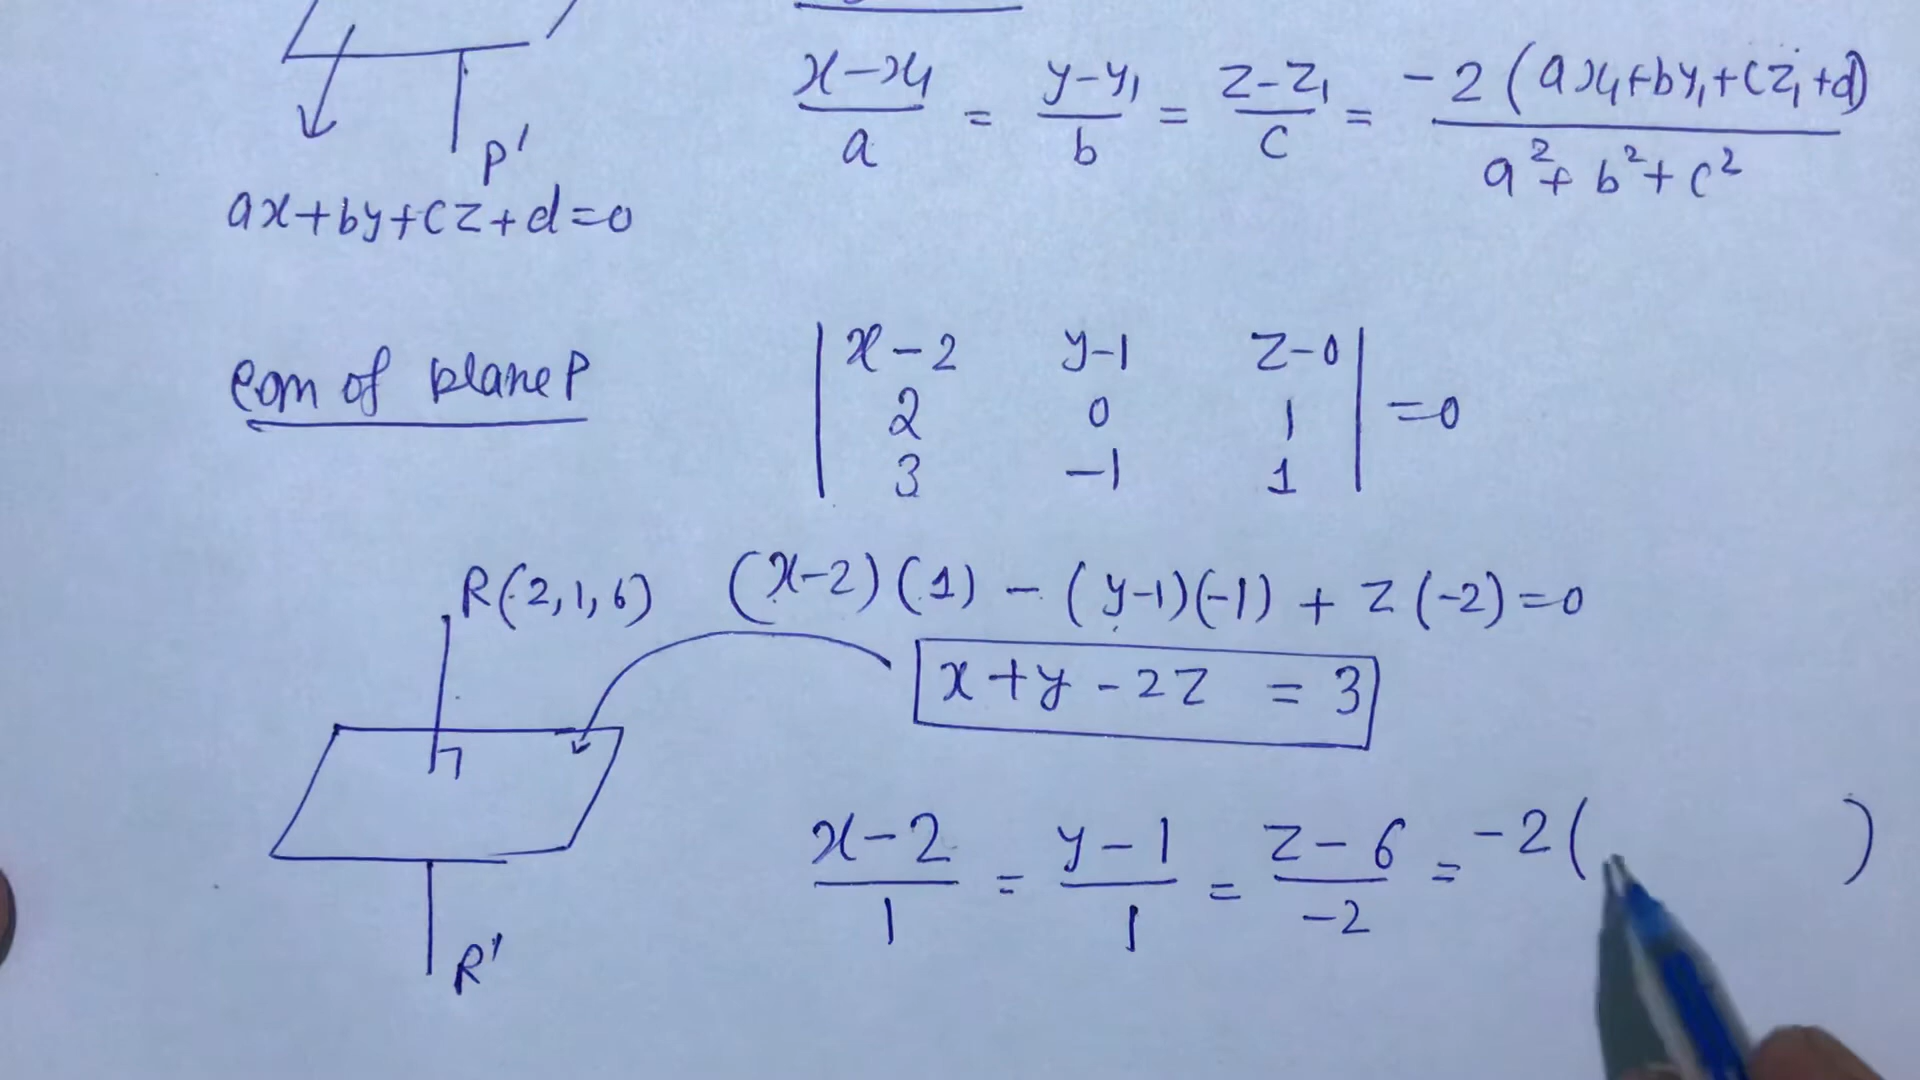 x-x₁/a = y-y₁/b = z-z₁/c = -2(ax₁+by₁+cz₁+d)/a²+b²+c²
P'
ax+by+cz+d=0
eqn of plane P
| x-2 y-1 z-0 |
| 2 0 1 | =0
| 3 -1 1 |
R(2,1,6)
(x-2)(1) - (y-1)(-1) + z(-2)=0
x+y-2z = 3
x-2/1 = y-1/1 = z-6/-2 = -2( )
R'